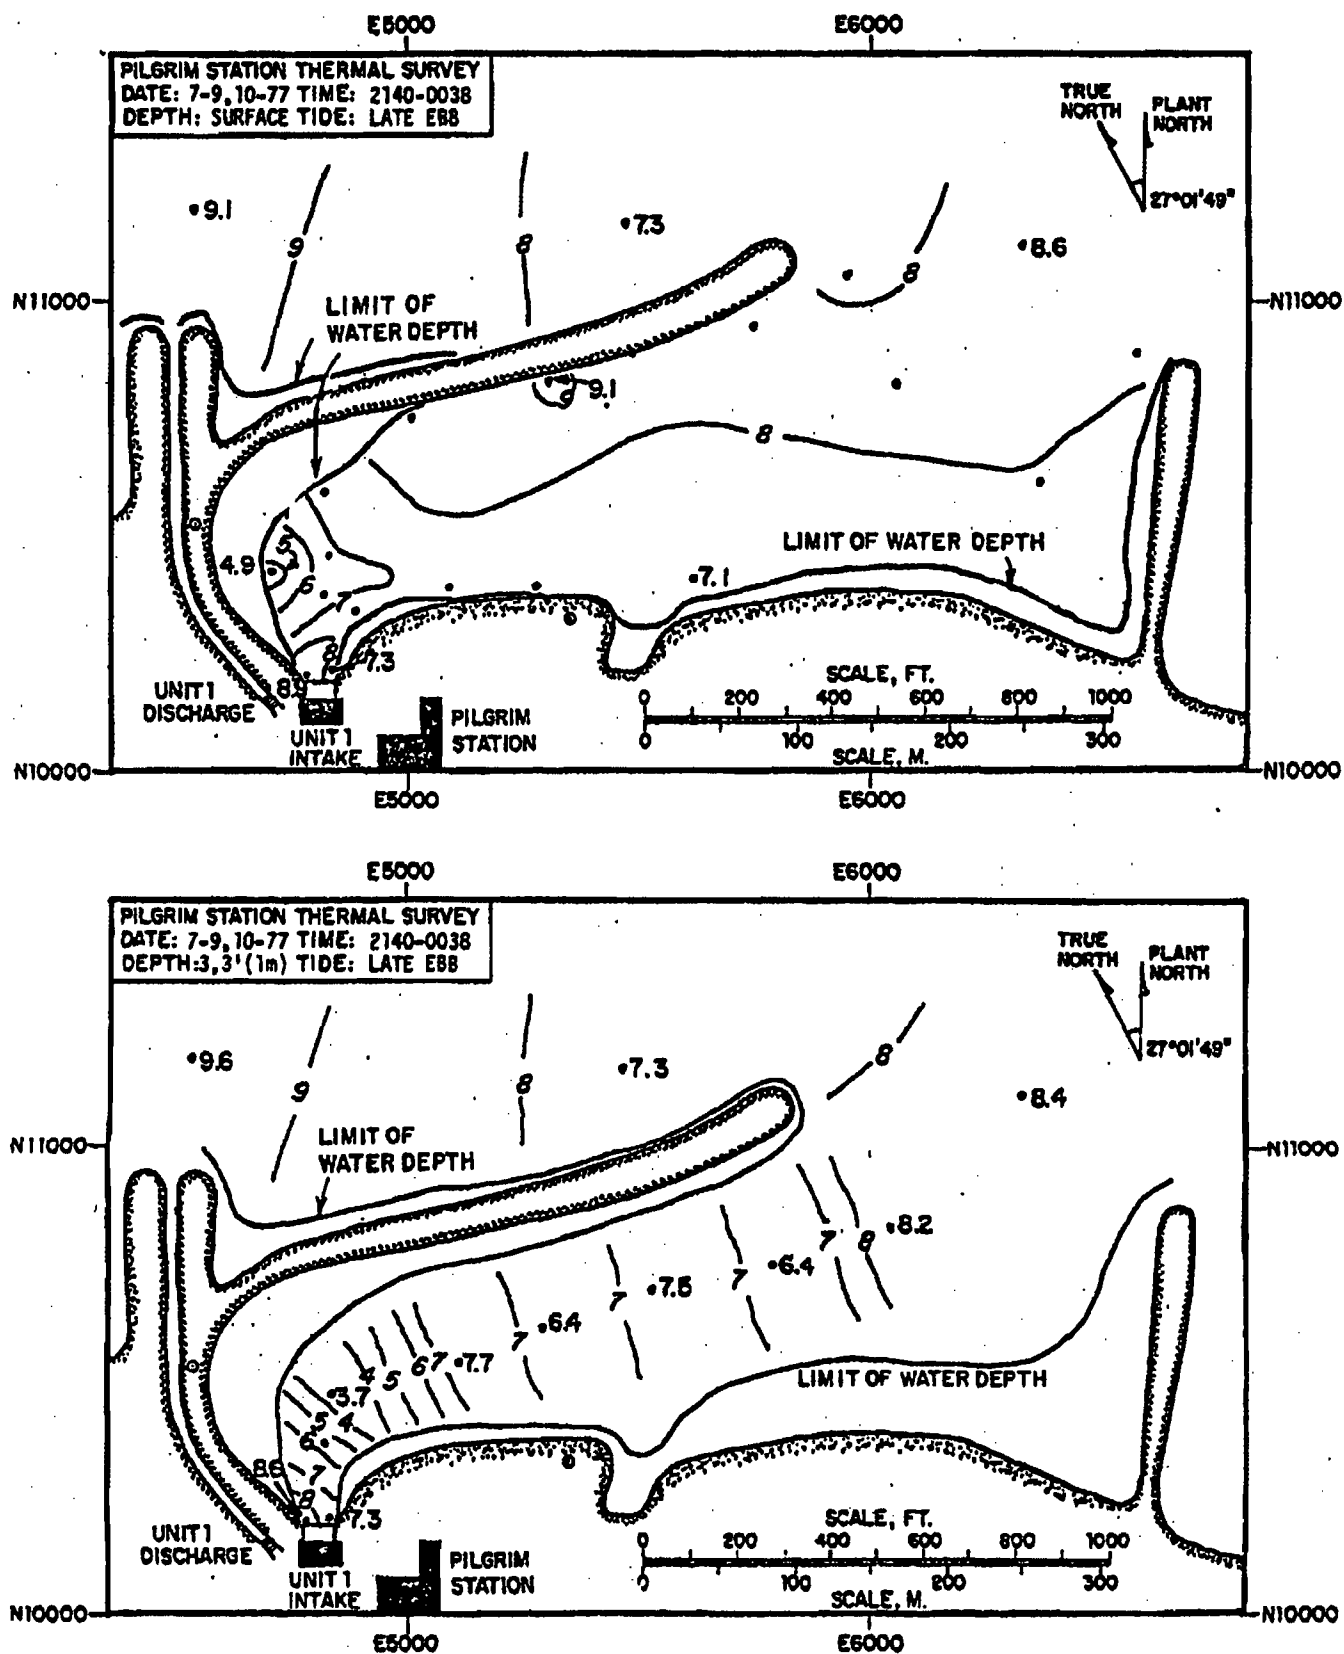 E5000 E6000
PILGRIM STATION THERMAL SURVEY
DATE: 7-9,10-77 TIME: 2140-0038
DEPTH: SURFACE TIDE: LATE EBB
TRUE NORTH
PLANT NORTH
27°01'49"
9.1
9
8
7.3
8
8.6
N11000
N11000
LIMIT OF
WATER DEPTH
9
9.1
8
5
4.9
6
7
LIMIT OF WATER DEPTH
7.1
8
7.3
8.9
UNIT 1
DISCHARGE
UNIT 1
INTAKE
PILGRIM
STATION
SCALE, FT.
0 200 400 600 800 1000
0 100 200 300
SCALE, M.
N10000
N10000
E5000 E6000
E5000 E6000
PILGRIM STATION THERMAL SURVEY
DATE: 7-9,10-77 TIME: 2140-0038
DEPTH:3,3'(1m) TIDE: LATE EBB
TRUE NORTH
PLANT NORTH
27°01'49"
9.6
9
8
7.3
8
8.4
N11000
N11000
LIMIT OF
WATER DEPTH
7 8 8.2
7 6.4
7 7.5
7 6.4
4 5 6 7 7.7
3.7
5 4
6
LIMIT OF WATER DEPTH
8.6
7
8
7.3
UNIT 1
DISCHARGE
UNIT 1
INTAKE
PILGRIM
STATION
SCALE, FT.
0 200 400 600 800 1000
0 100 200 300
SCALE, M.
N10000
N10000
E5000 E6000